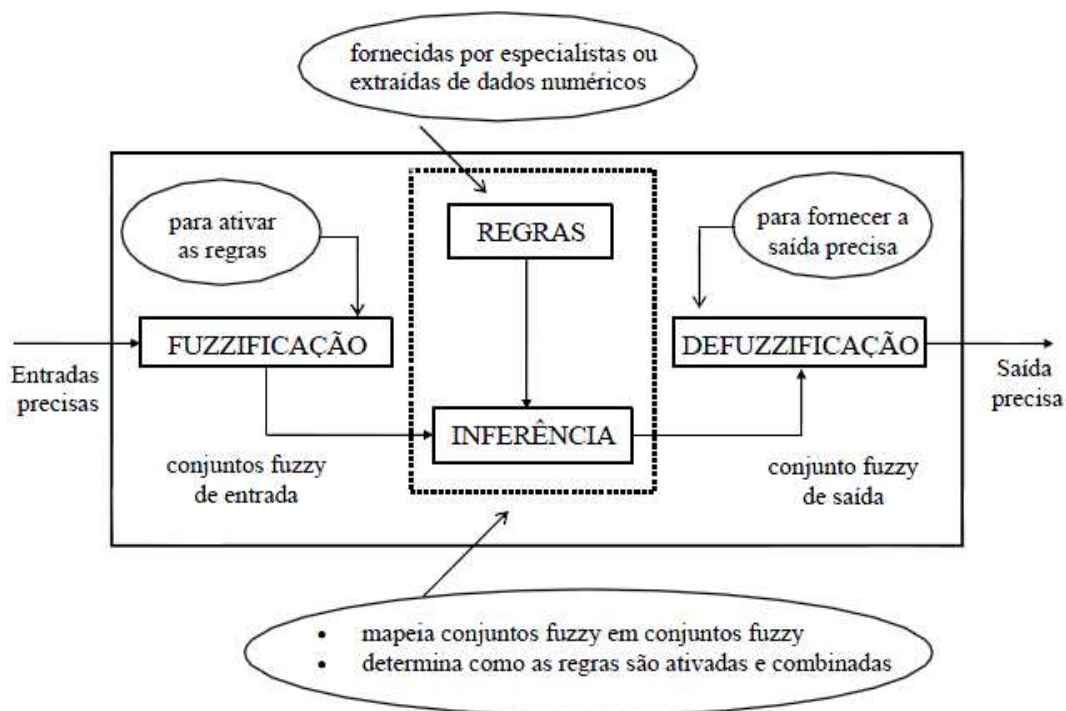 fornecidas por especialistas ou
extraídas de dados numéricos
para ativar
as regras
REGRAS
para fornecer a
saída precisa
FUZZIFICAÇÃO
DEFUZZIFICAÇÃO
Entradas
precisas
Saída
precisa
INFERÊNCIA
conjuntos fuzzy
de entrada
conjunto fuzzy
de saída
• mapeia conjuntos fuzzy em conjuntos fuzzy
• determina como as regras são ativadas e combinadas